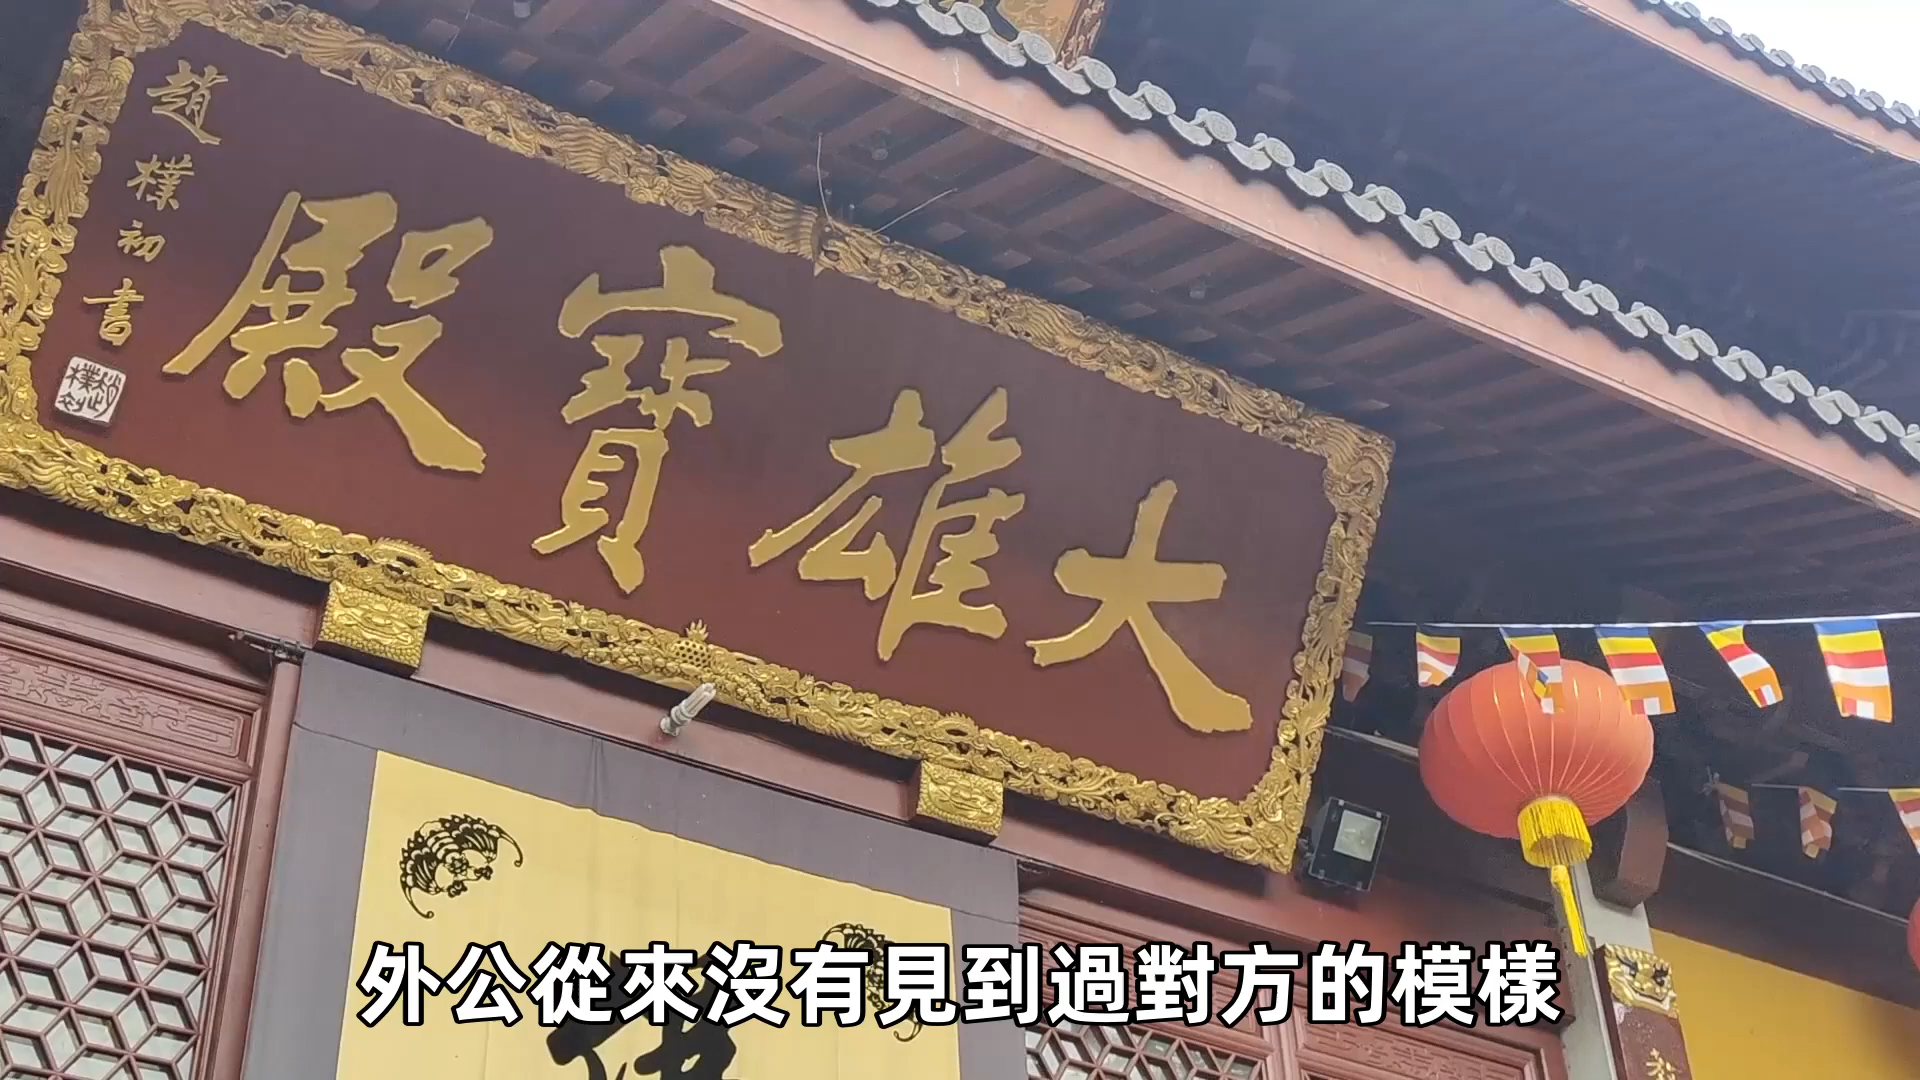 大雄寶殿
趙樸初書
佛
外公從來沒有見到過對方的模樣